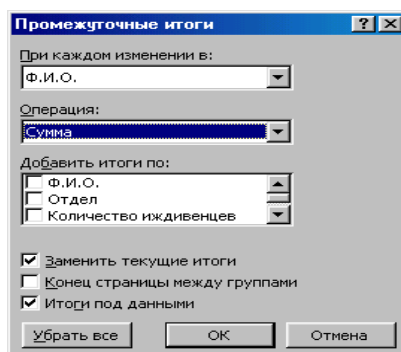 Промежуточные итоги
При каждом изменении в:
Ф.И.О.
Операция:
Сумма
Добавить итоги по:
Ф.И.О.
Отдел
Количество иждивенцев
Заменить текущие итоги
Конец страницы между группами
Итоги под данными
Убрать все
ОК
Отмена